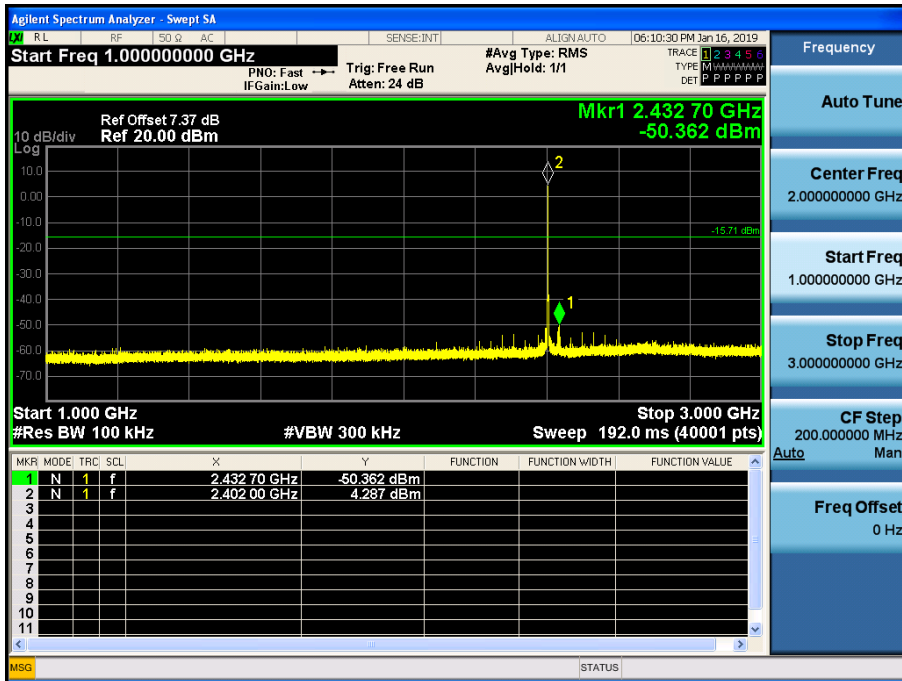 Agilent Spectrum Analyzer - Swept SA
LXI RL RF 50 Ω AC SENSE:INT ALIGN AUTO 06:10:30 PM Jan 16, 2019
Start Freq 1.000000000 GHz
PNO: Fast
IFGain:Low
Trig: Free Run
Atten: 24 dB
#Avg Type: RMS
Avg|Hold: 1/1
TRACE 1 2 3 4 5 6
TYPE M WWWWW
DET P P P P P P
Frequency
Auto Tune
Center Freq
2.000000000 GHz
Start Freq
1.000000000 GHz
Stop Freq
3.000000000 GHz
CF Step
200.000000 MHz
Auto Man
Freq Offset
0 Hz
Mkr1 2.432 70 GHz
-50.362 dBm
Ref Offset 7.37 dB
10 dB/div Ref 20.00 dBm
Log
10.0
0.00
-10.0
-20.0
-30.0
-40.0
-50.0
-60.0
-70.0
2
-15.71 dBm
1
Start 1.000 GHz Stop 3.000 GHz
#Res BW 100 kHz #VBW 300 kHz Sweep 192.0 ms (40001 pts)
MKR MODE TRC SCL X Y FUNCTION FUNCTION WIDTH FUNCTION VALUE
1 N 1 f 2.432 70 GHz -50.362 dBm
2 N 1 f 2.402 00 GHz 4.287 dBm
3
4
5
6
7
8
9
10
11
MSG STATUS